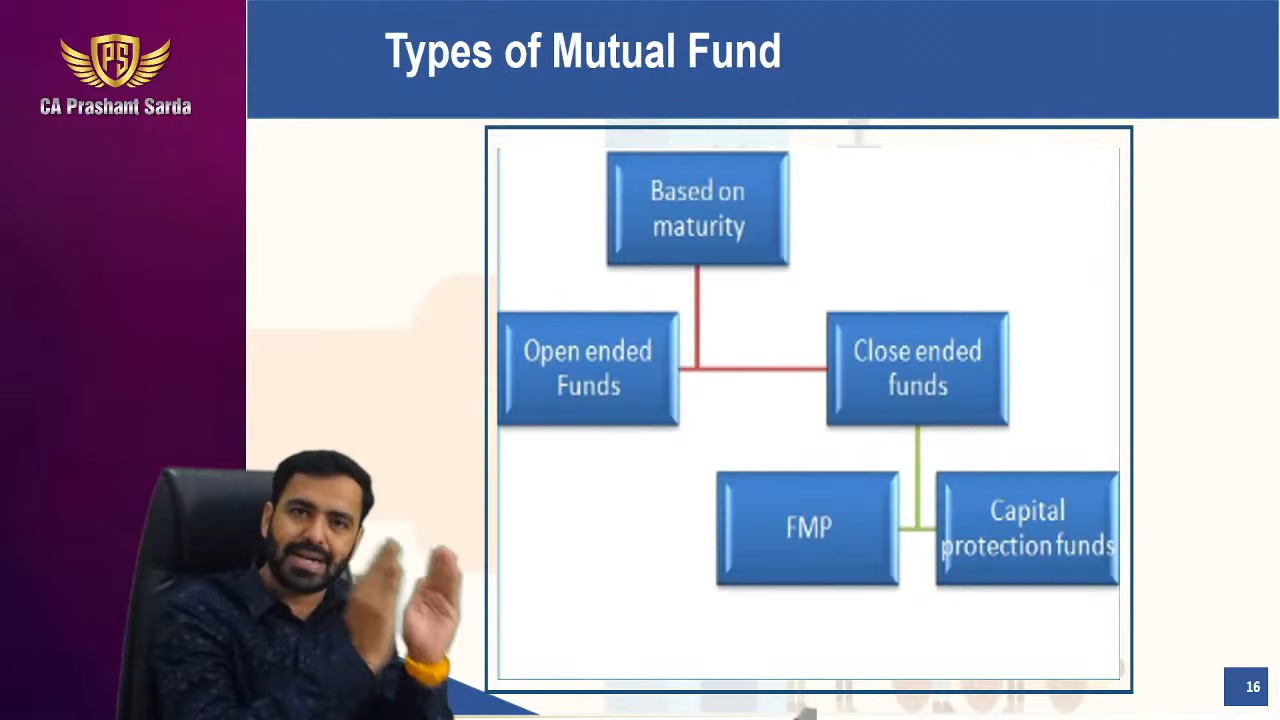 PS
CA Prashant Sarda
Types of Mutual Fund
Based on
maturity
Open ended
Funds
Close ended
funds
FMP
Capital
protection funds
16